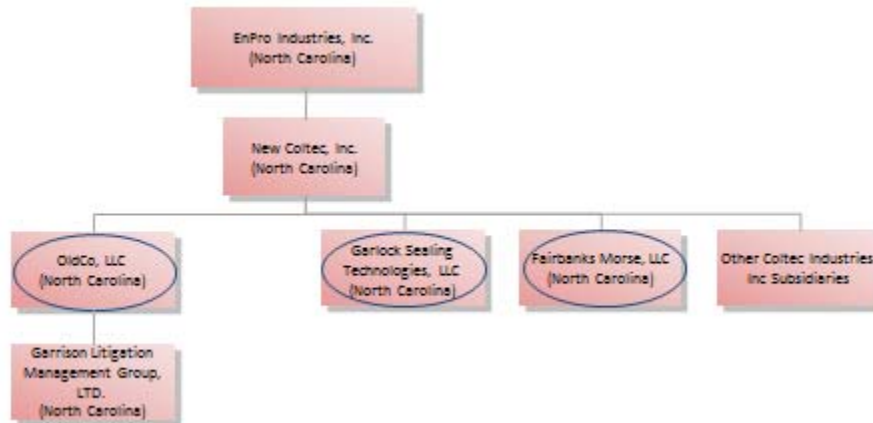 EnPro Industries, Inc.
(North Carolina)
New Coltec, Inc.
(North Carolina)
OldCo, LLC
(North Carolina)
Garlock Sealing
Technologies, LLC
(North Carolina)
Fairbanks Morse, LLC
(North Carolina)
Other Coltec Industries
Inc Subsidiaries
Garrison Litigation
Management Group,
LTD.
(North Carolina)